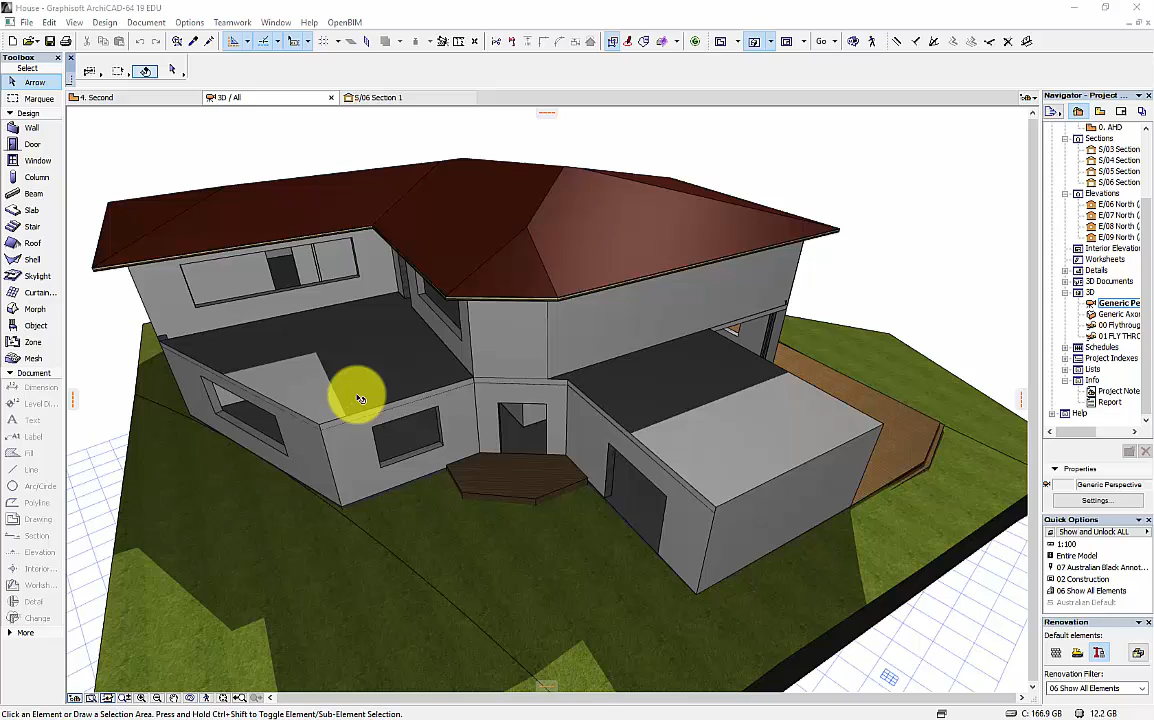 House - Graphisoft ArchiCAD-64 19 EDU
File Edit View Design Document Options Teamwork Window Help OpenBIM
Go
Toolbox
Select
Arrow
Marquee
Design
Wall
Door
Window
Column
Beam
Slab
Stair
Roof
Shell
Skylight
Curtain...
Morph
Object
Zone
Mesh
Document
Dimension
Level Di...
Text
Label
Fill
Line
Arc/Circle
Polyline
Drawing
Section
Elevation
Interior...
Worksh...
Detail
Change
More
4. Second
3D / All
S/06 Section 1
Navigator - Project ...
0. AHD
Sections
S/03 Section
S/04 Section
S/05 Section
S/06 Section
Elevations
E/06 North (
E/07 North (
E/08 North (
E/09 North (
Interior Elevation
Worksheets
Details
3D Documents
3D
Generic Pe
Generic Axo
00 Flythroug
01 FLY THRO
Schedules
Project Indexes
Lists
Info
Project Note
Report
Help
Properties
Generic Perspective
Settings...
Quick Options
Show and Unlock ALL
1:100
Entire Model
07 Australian Black Annot...
02 Construction
06 Show All Elements
Australian Default
Renovation
Default elements:
Renovation Filter:
06 Show All Elements
Click an Element or Draw a Selection Area. Press and Hold Ctrl+Shift to Toggle Element/Sub-Element Selection.
C: 166.9 GB
12.2 GB